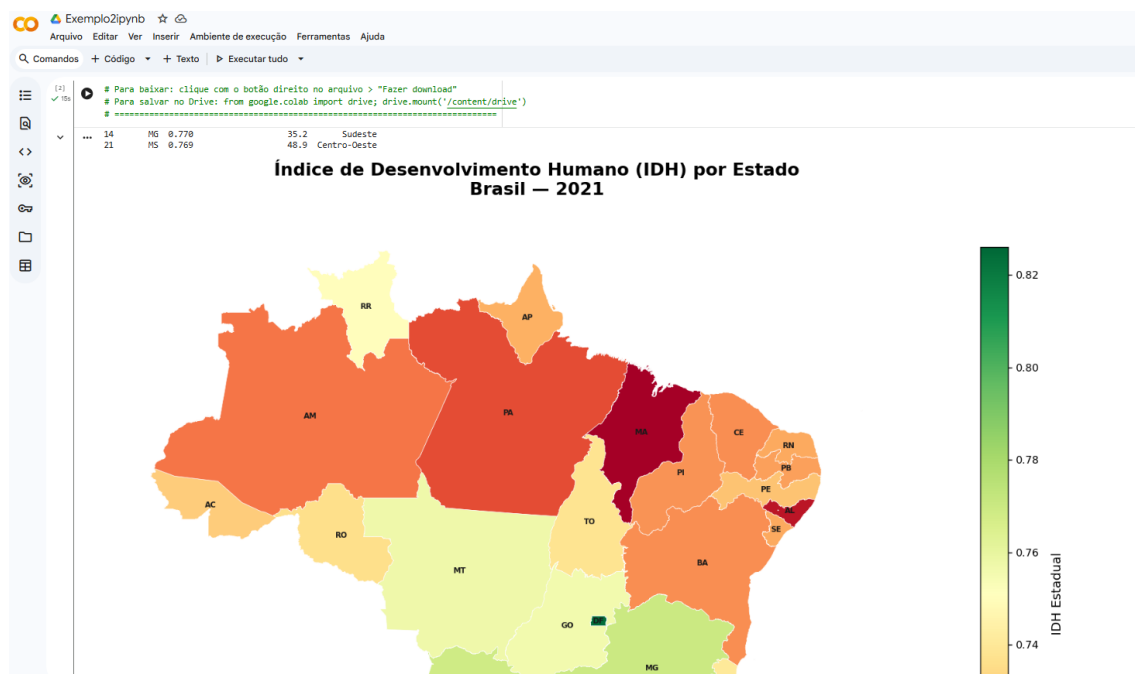 Exemplo2ipynb
Arquivo Editar Ver Inserir Ambiente de execução Ferramentas Ajuda
Comandos + Código + Texto Executar tudo
[2]
15s
# Para baixar: clique com o botão direito no arquivo > "Fazer download"
# Para salvar no Drive: from google.colab import drive; drive.mount('/content/drive')
# =========================================================================
14 MG 0.770 35.2 Sudeste
21 MS 0.769 48.9 Centro-Oeste
Índice de Desenvolvimento Humano (IDH) por Estado
Brasil — 2021
0.82
RR
AP
0.80
AM
PA
MA
CE
RN
0.78
PB
PI
PE
AC
AL
TO
SE
RO
0.76
BA
MT
IDH Estadual
DF
GO
0.74
MG